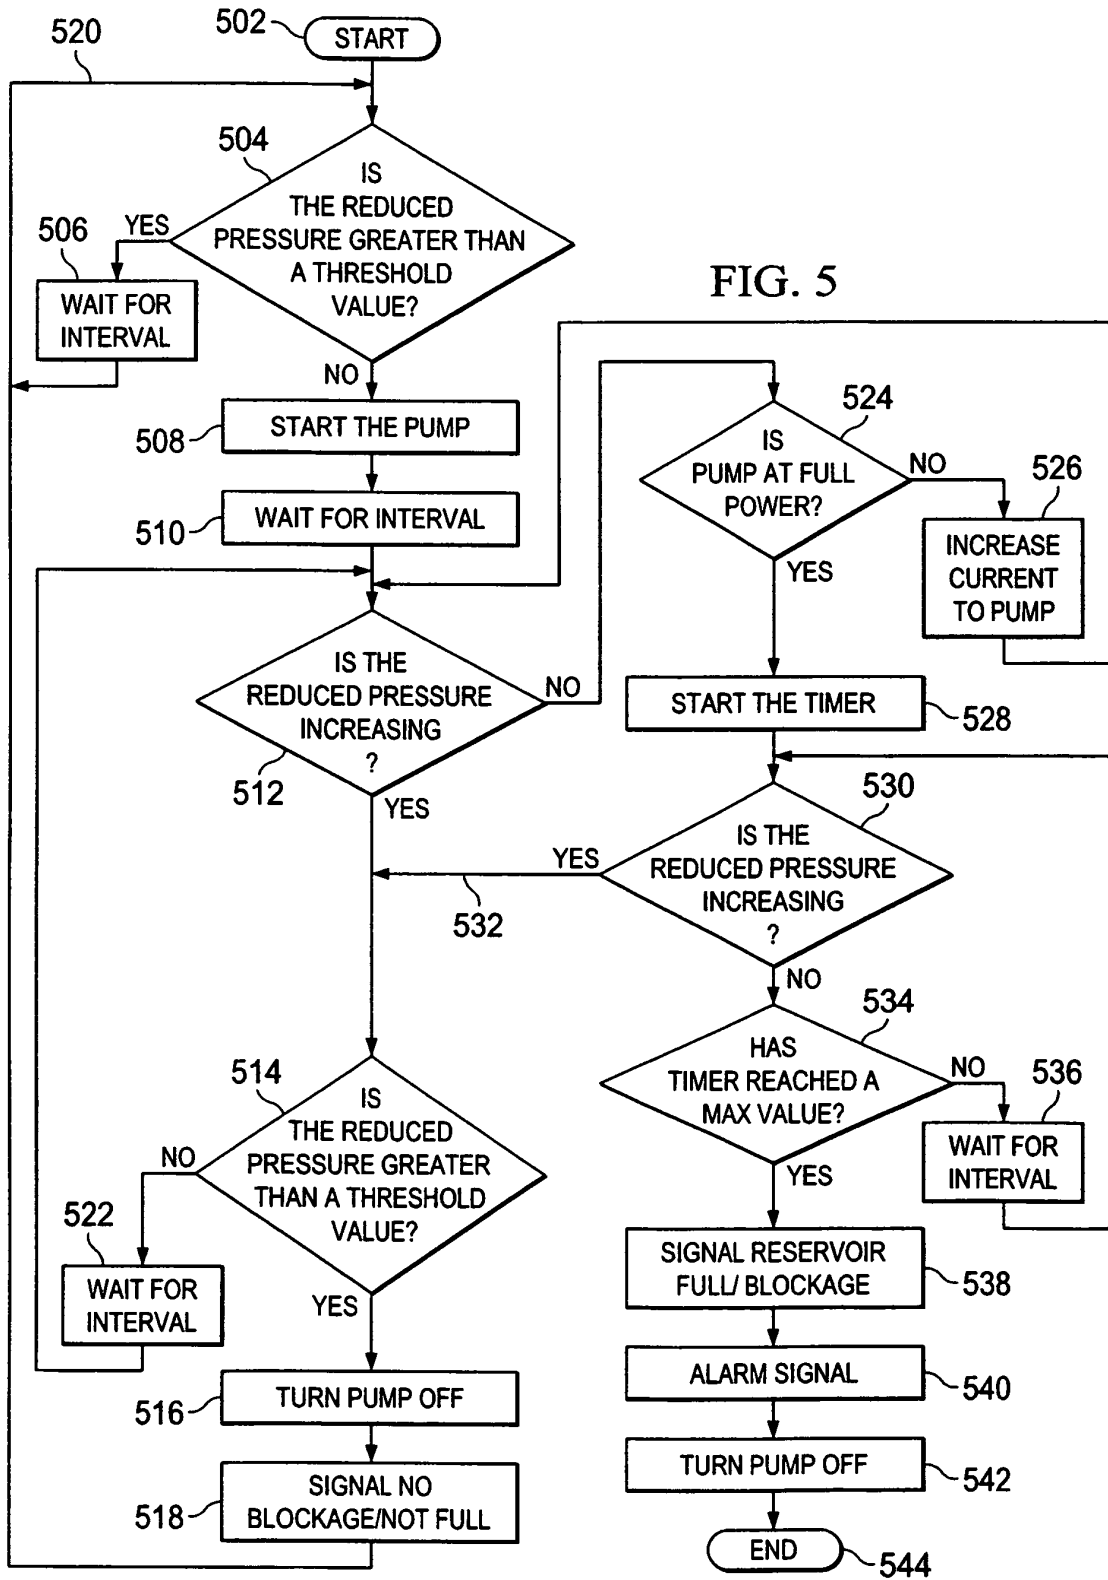 502
START
520
504
IS
THE REDUCED
PRESSURE GREATER THAN
A THRESHOLD
VALUE?
YES
506
WAIT FOR
INTERVAL
NO
FIG. 5
508
START THE PUMP
510
WAIT FOR INTERVAL
IS THE
REDUCED PRESSURE
INCREASING
?
512
NO
YES
524
IS
PUMP AT FULL
POWER?
NO
526
INCREASE
CURRENT
TO PUMP
YES
START THE TIMER
528
530
IS THE
REDUCED PRESSURE
INCREASING
?
YES
532
NO
534
HAS
TIMER REACHED A
MAX VALUE?
NO
536
WAIT FOR
INTERVAL
YES
514
IS
THE REDUCED
PRESSURE GREATER
THAN A THRESHOLD
VALUE?
NO
522
WAIT FOR
INTERVAL
YES
516
TURN PUMP OFF
518
SIGNAL NO
BLOCKAGE/NOT FULL
SIGNAL RESERVOIR
FULL/ BLOCKAGE
538
ALARM SIGNAL
540
TURN PUMP OFF
542
END
544